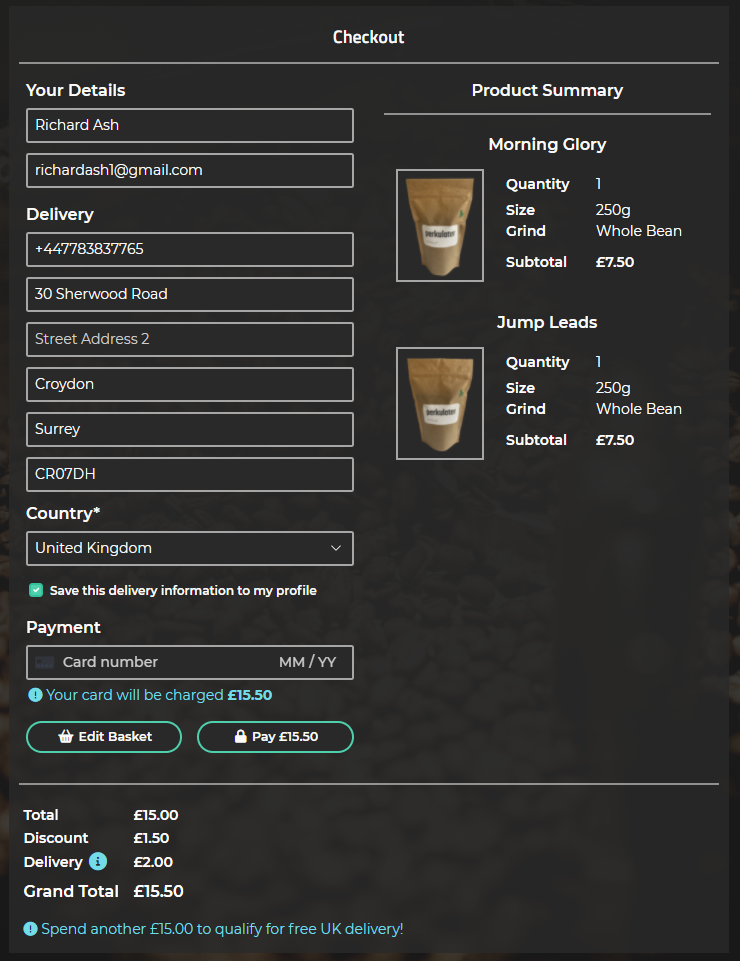 Checkout
Your Details
Richard Ash
richardash1@gmail.com
Delivery
+447783837765
30 Sherwood Road
Street Address 2
Croydon
Surrey
CR07DH
Country*
United Kingdom
Save this delivery information to my profile
Payment
Card number MM / YY
Your card will be charged £15.50
Edit Basket
Pay £15.50
Product Summary
Morning Glory
perkulater
Quantity 1
Size 250g
Grind Whole Bean
Subtotal £7.50
Jump Leads
perkulater
Quantity 1
Size 250g
Grind Whole Bean
Subtotal £7.50
Total £15.00
Discount £1.50
Delivery £2.00
Grand Total £15.50
Spend another £15.00 to qualify for free UK delivery!